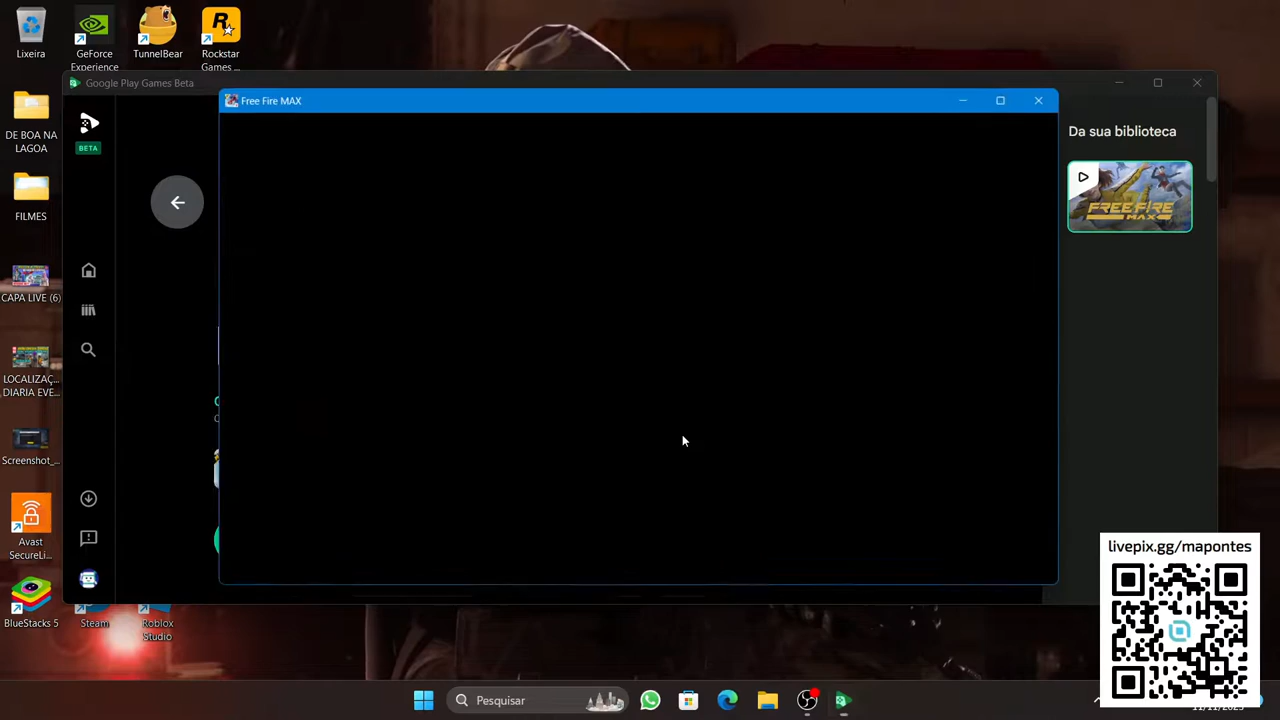 Lixeira
GeForce
Experience
TunnelBear
Rockstar
Games ...
Google Play Games Beta
BETA
Free Fire MAX
Da sua biblioteca
FREE FIRE
MAX
DE BOA NA
LAGOA
FILMES
CAPA LIVE (6)
LOCALIZAÇ...
DIARIA EVE...
Screenshot_...
Avast
SecureLi...
BlueStacks 5
Steam
Roblox
Studio
livepix.gg/mapontes
Pesquisar